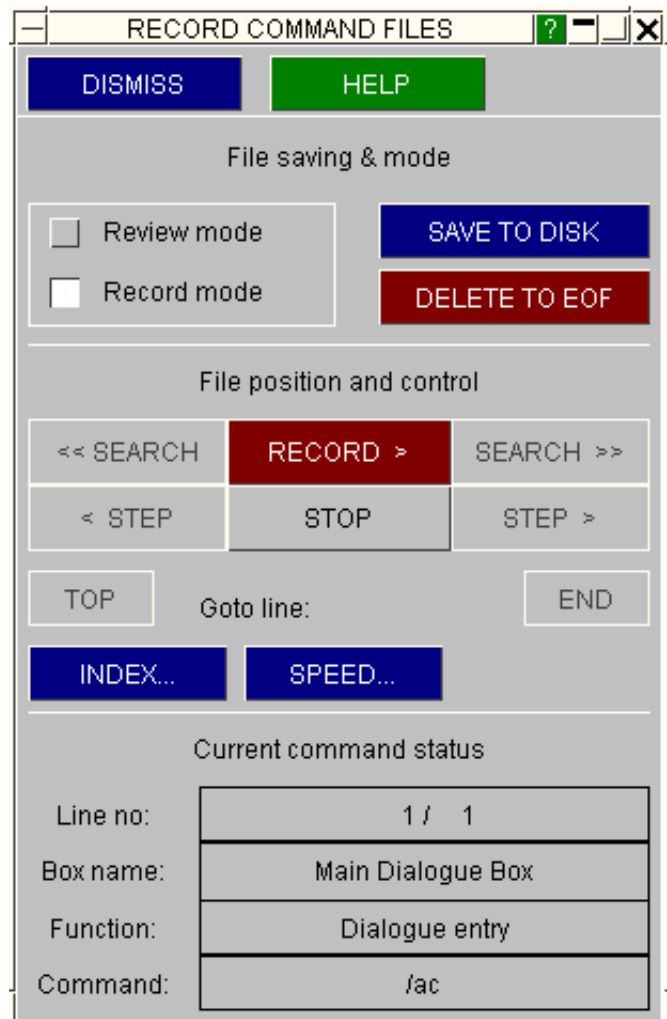 RECORD COMMAND FILES ?
DISMISS HELP
File saving & mode
Review mode SAVE TO DISK
Record mode DELETE TO EOF
File position and control
<< SEARCH RECORD > SEARCH >>
< STEP STOP STEP >
TOP Goto line: END
INDEX... SPEED...
Current command status
Line no: 1 / 1
Box name: Main Dialogue Box
Function: Dialogue entry
Command: /ac